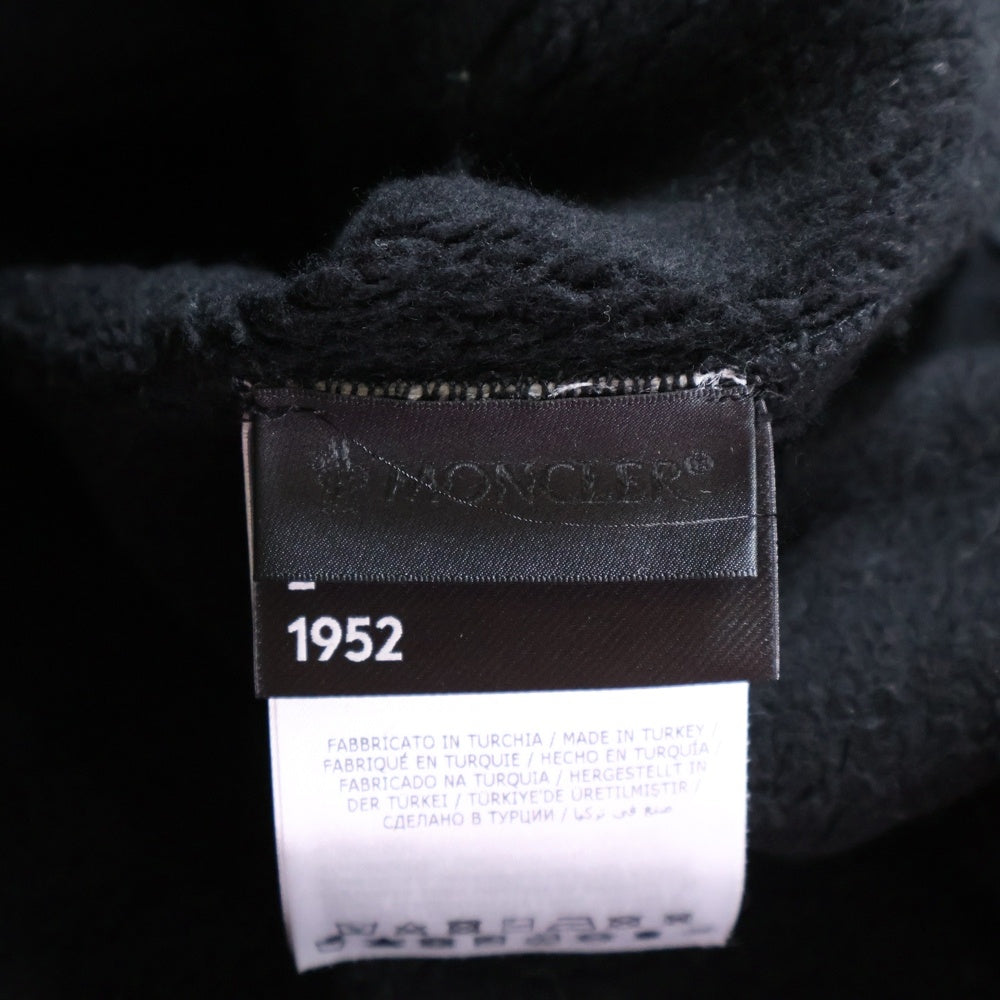 MONCLER®
1952
FABBRICATO IN TURCHIA / MADE IN TURKEY /
FABRIQUÉ EN TURQUIE / HECHO EN TURQUÍA /
FABRICADO NA TURQUIA / HERGESTELLT IN
DER TURKEI / TÜRKIYE'DE ÜRETILMIŞTIR /
СДЕЛАНО В ТУРЦИИ / صنع في تركيا